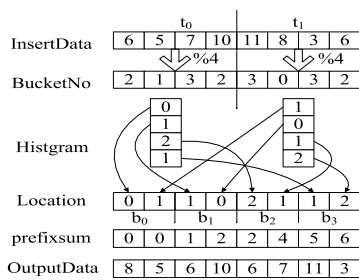 t0 t1
InsertData 6 5 7 10 11 8 3 6
%4 %4
BucketNo 2 1 3 2 3 0 3 2
0 1
1 0
Histgram 2 1
1 2
Location 0 1 1 0 2 1 1 2
b0 b1 b2 b3
prefixsum 0 0 1 2 2 4 5 6
OutputData 8 5 6 10 6 7 11 3